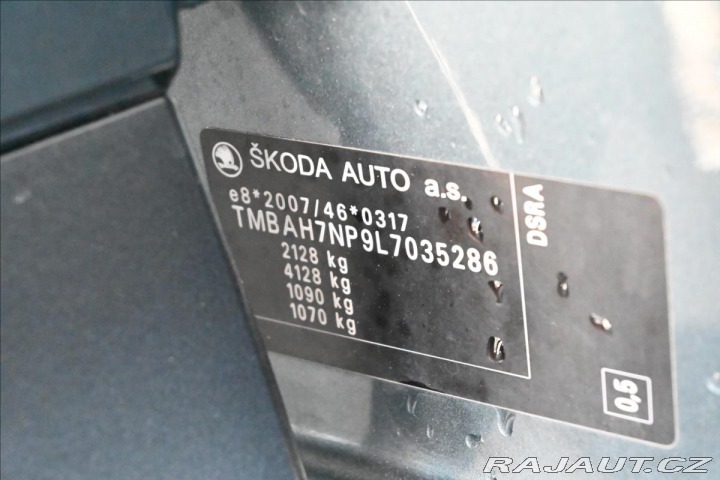 ŠKODA AUTO a.s.
e8*2007/46*0317
TMBAH7NP9L7035286
2128 kg
4128 kg
1090 kg
1070 kg
DSRA
0,5
RAJAUT.CZ